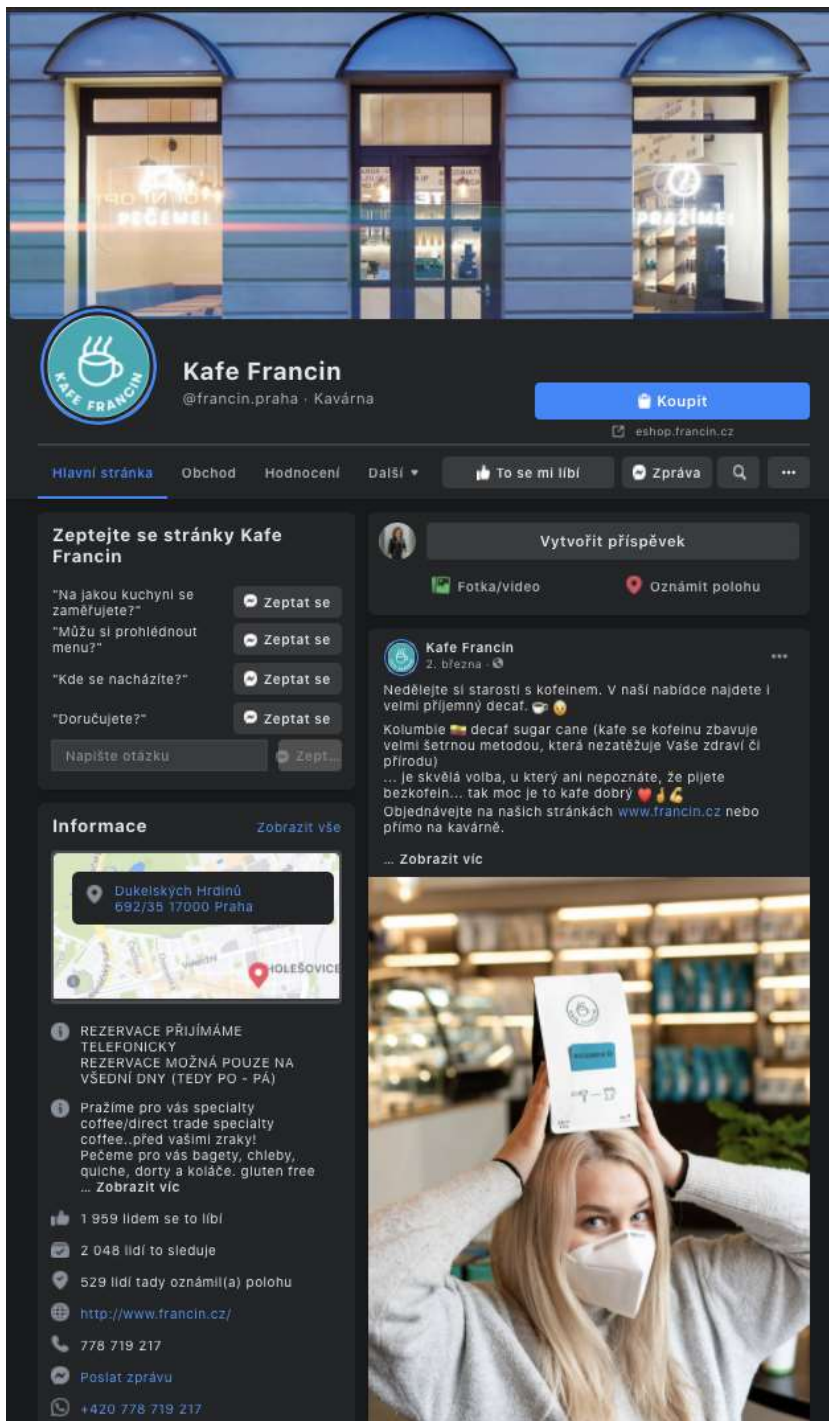 PEČEME!
PRAŽÍME!
KAFE FRANCIN
Kafe Francin
@francin.praha · Kavárna
Koupit
eshop.francin.cz
Hlavní stránka
Obchod
Hodnocení
Další
To se mi líbí
Zpráva
Zeptejte se stránky Kafe
Francin
"Na jakou kuchyni se
zaměřujete?"
Zeptat se
"Můžu si prohlédnout
menu?"
Zeptat se
"Kde se nacházíte?"
Zeptat se
"Doručujete?"
Zeptat se
Napište otázku
Zept...
Informace
Zobrazit vše
Dukelských Hrdinů
692/35 17000 Praha
HOLEŠOVICE
REZERVACE PŘIJÍMÁME
TELEFONICKY
REZERVACE MOŽNÁ POUZE NA
VŠEDNÍ DNY (TEDY PO - PÁ)
Pražíme pro vás specialty
coffee/direct trade specialty
coffee..před vašimi zraky!
Pečeme pro vás bagety, chleby,
quiche, dorty a koláče. gluten free
... Zobrazit víc
1 959 lidem se to líbí
2 048 lidí to sleduje
529 lidí tady oznámil(a) polohu
http://www.francin.cz/
778 719 217
Poslat zprávu
+420 778 719 217
Vytvořit příspěvek
Fotka/video
Oznámit polohu
Kafe Francin
2. března ·
Nedělejte si starosti s kofeinem. V naší nabídce najdete i
velmi příjemný decaf.
Kolumbie decaf sugar cane (kafe se kofeinu zbavuje
velmi šetrnou metodou, která nezatěžuje Vaše zdraví či
přírodu)
... je skvělá volba, u který ani nepoznáte, že pijete
bezkofein... tak moc je to kafe dobrý
Objednávejte na našich stránkách www.francin.cz nebo
přímo na kavárně.
... Zobrazit víc